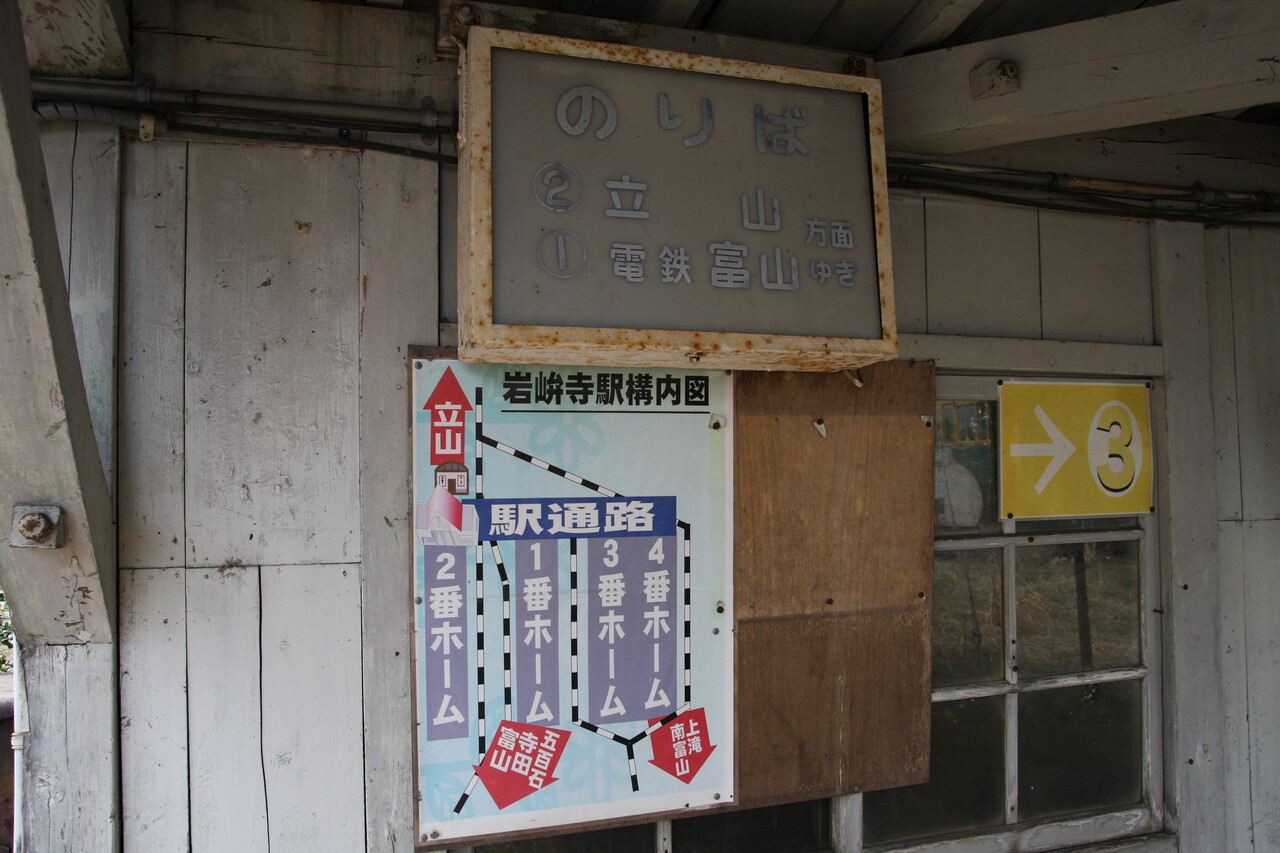 のりば
② 立山方面
① 電鉄富山ゆき
岩峅寺駅構内図
立山
駅通路
2番ホーム
1番ホーム
3番ホーム
4番ホーム
五百石
寺田
富山
上滝
南富山
3